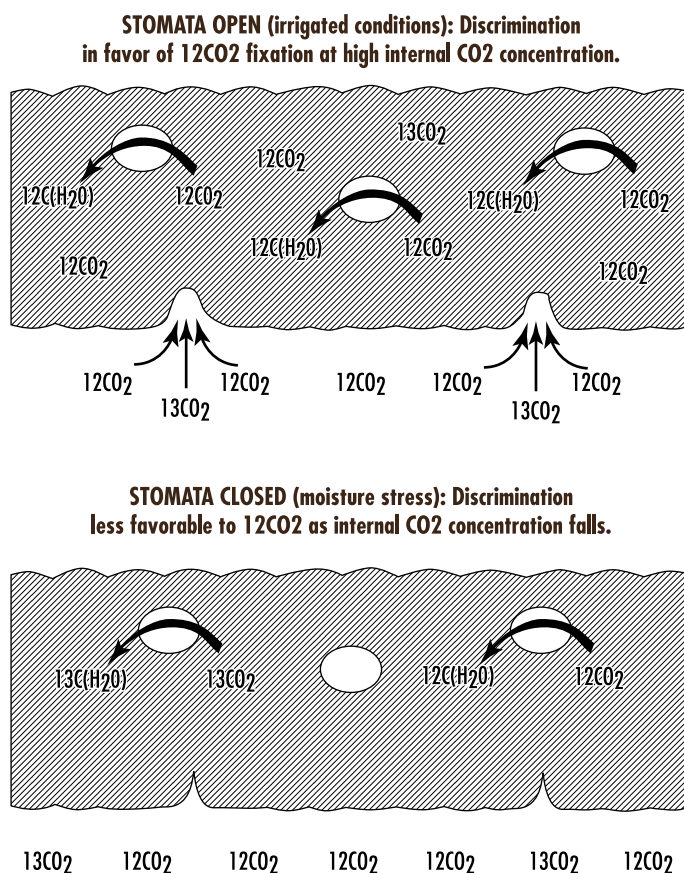 STOMATA OPEN (irrigated conditions): Discrimination
in favor of 12CO2 fixation at high internal CO2 concentration.
13CO2
12CO2
12C(H2O) 12CO2 12C(H2O) 12CO2
12C(H2O) 12CO2
12CO2 12CO2
12CO2 12CO2 12CO2 12CO2 12CO2
13CO2 13CO2
STOMATA CLOSED (moisture stress): Discrimination
less favorable to 12CO2 as internal CO2 concentration falls.
13C(H2O) 13CO2 12C(H2O) 12CO2
13CO2 12CO2 12CO2 12CO2 12CO2 13CO2 12CO2